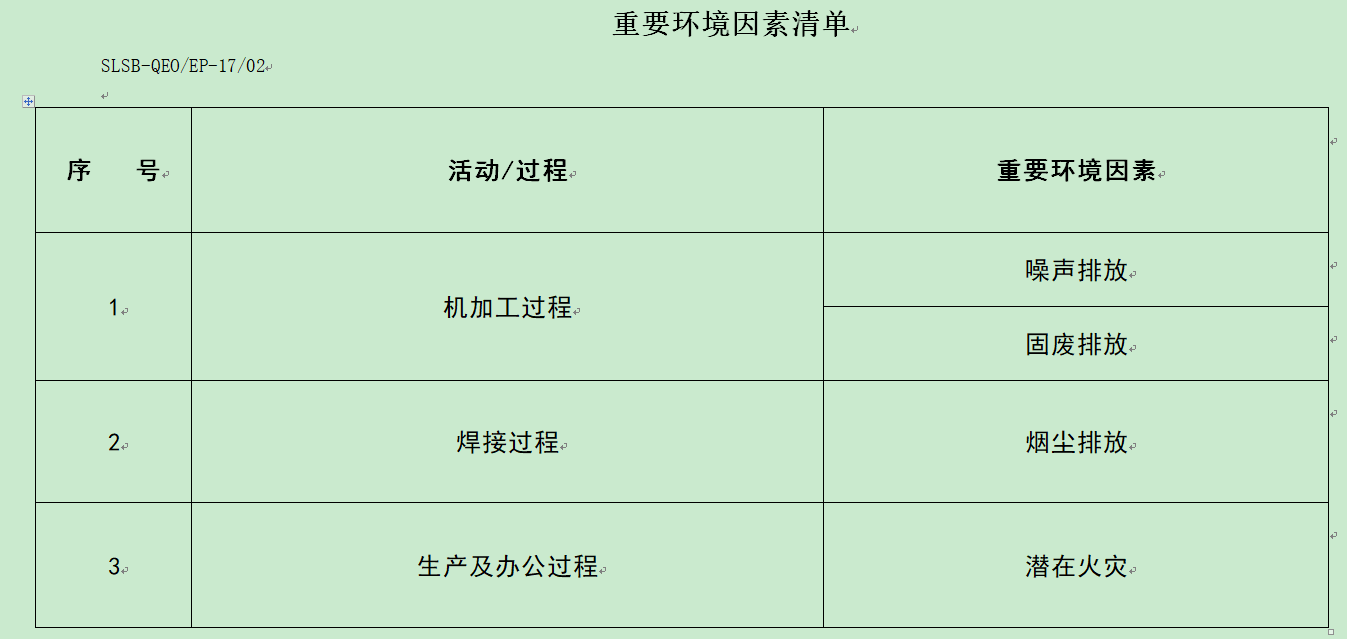 重要环境因素清单
SLSB-QEO/EP-17/02
序 号 活动/过程 重要环境因素
1 机加工过程 噪声排放
固废排放
2 焊接过程 烟尘排放
3 生产及办公过程 潜在火灾